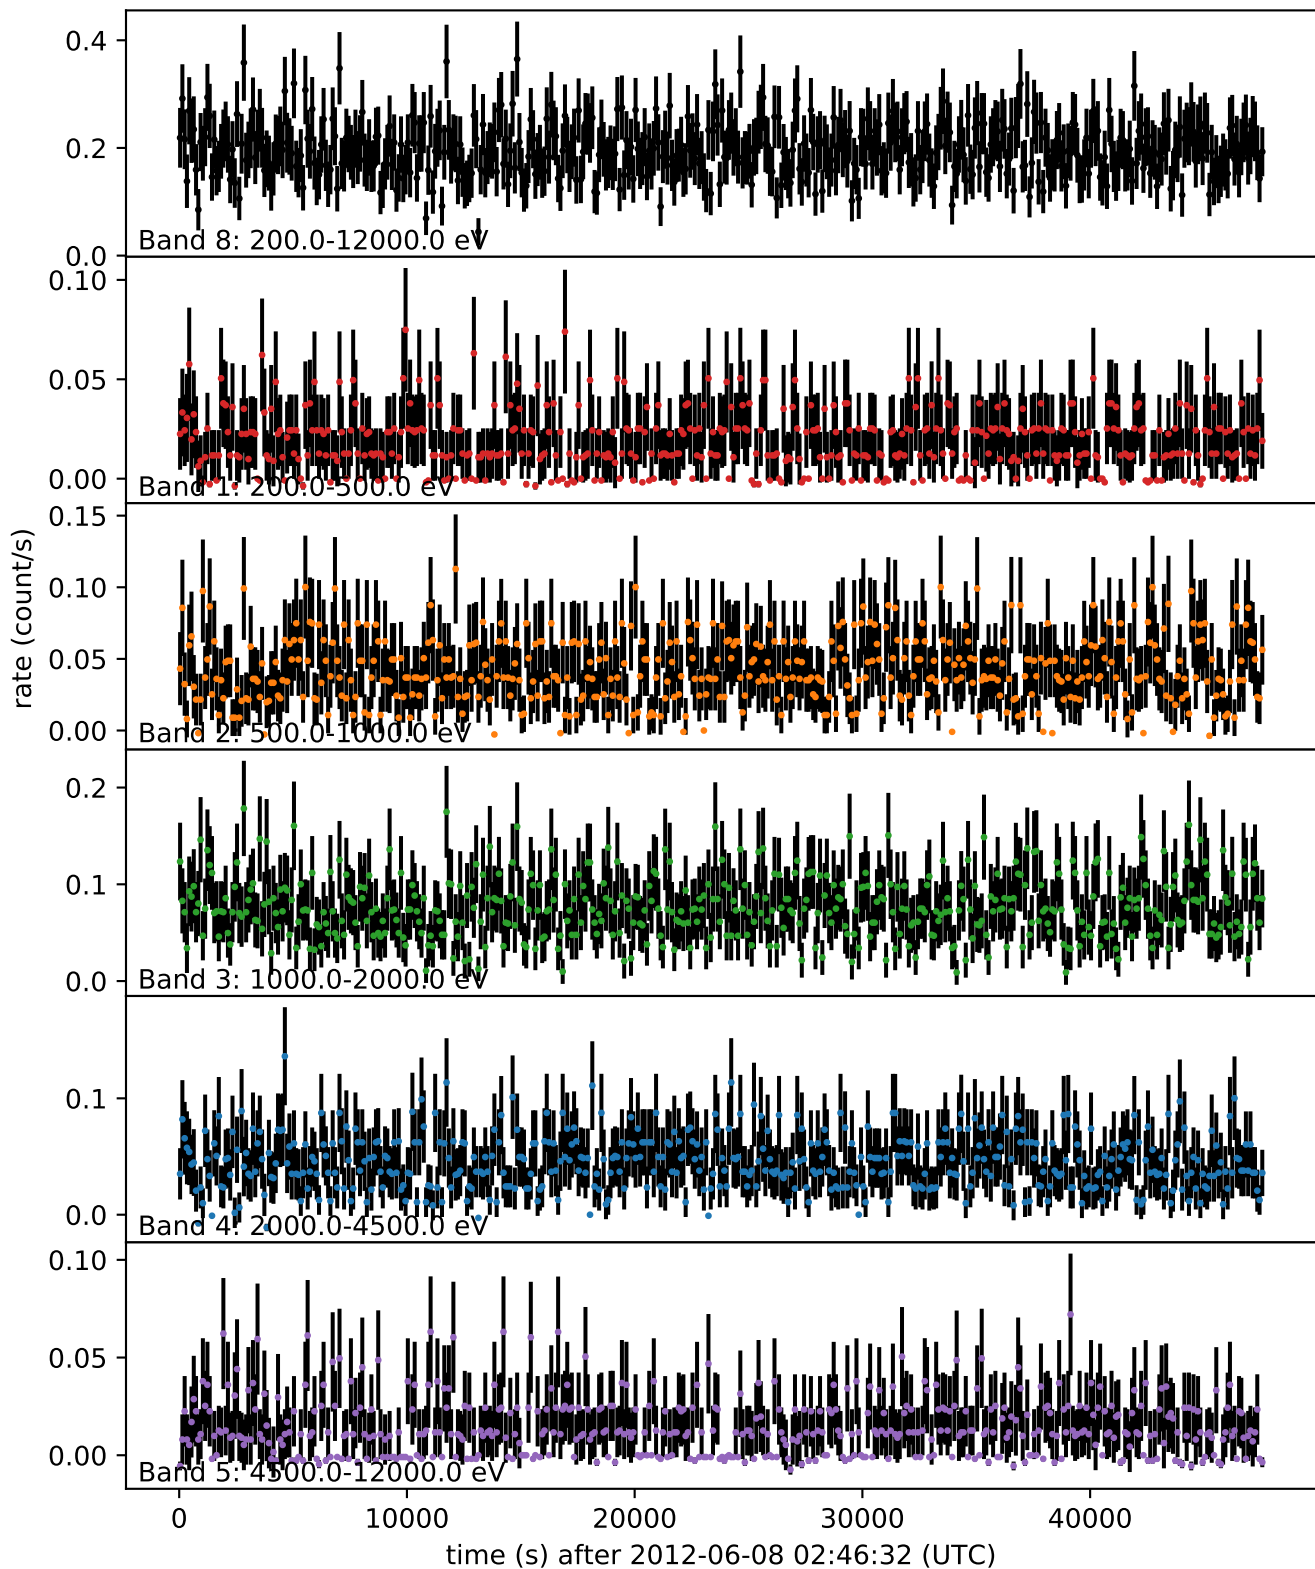 0.4
0.2
0.0
Band 8: 200.0-12000.0 eV
0.10
0.05
0.00
Band 1: 200.0-500.0 eV
0.15
0.10
0.05
0.00
Band 2: 500.0-1000.0 eV
rate (count/s)
0.2
0.1
0.0
Band 3: 1000.0-2000.0 eV
0.1
0.0
Band 4: 2000.0-4500.0 eV
0.10
0.05
0.00
Band 5: 4500.0-12000.0 eV
0 10000 20000 30000 40000
time (s) after 2012-06-08 02:46:32 (UTC)